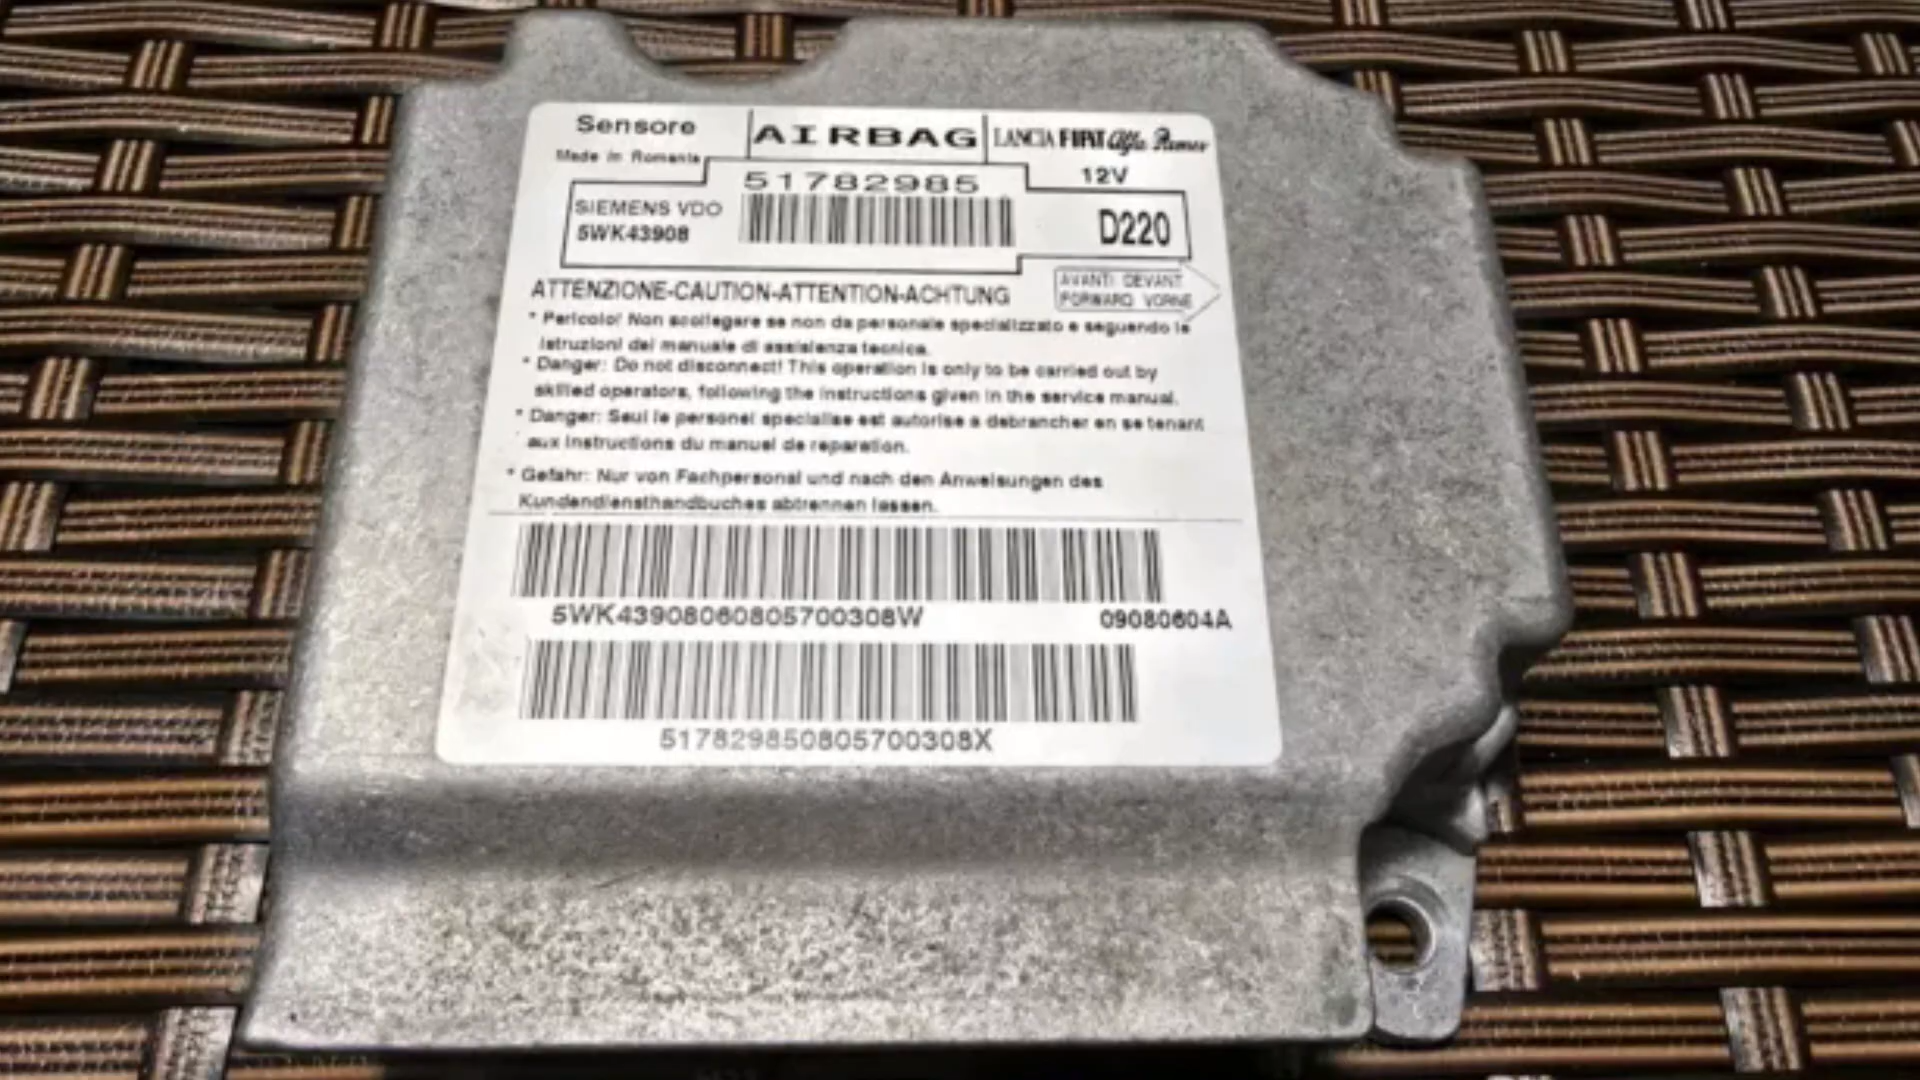 Sensore
AIRBAG
LANCIA FIAT Alfa Romeo
Made in Romania
51782985
12V
SIEMENS VDO
5WK43908
D220
ATTENZIONE-CAUTION-ATTENTION-ACHTUNG
AVANTI DEVANT
FORWARD VORNE
* Pericolo! Non scollegare se non da personale specializzato e seguendo le
istruzioni del manuale di assistenza tecnica.
* Danger: Do not disconnect! This operation is only to be carried out by
skilled operators, following the instructions given in the service manual.
* Danger: Seul le personel specialise est autorise a debrancher en se tenant
aux instructions du manuel de reparation.
* Gefahr: Nur von Fachpersonal und nach den Anweisungen des
Kundendiensthandbuches abtrennen lassen.
5WK43908060805700308W
09080604A
517829850805700308X